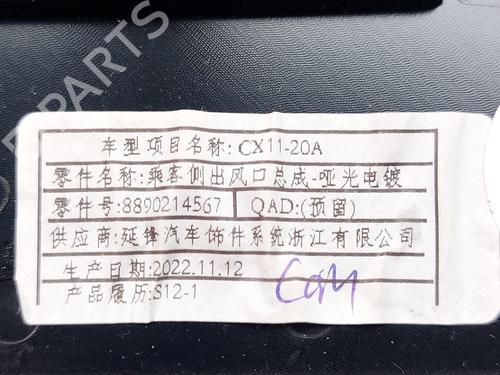 B PARTS
车型项目名称: CX11-20A
零件名称:乘客侧出风口总成-哑光电镀
零件号:8890214567 QAD:(预留)
供应商:延锋汽车饰件系统浙江有限公司
生产日期:2022.11.12
产品履历:S12-1